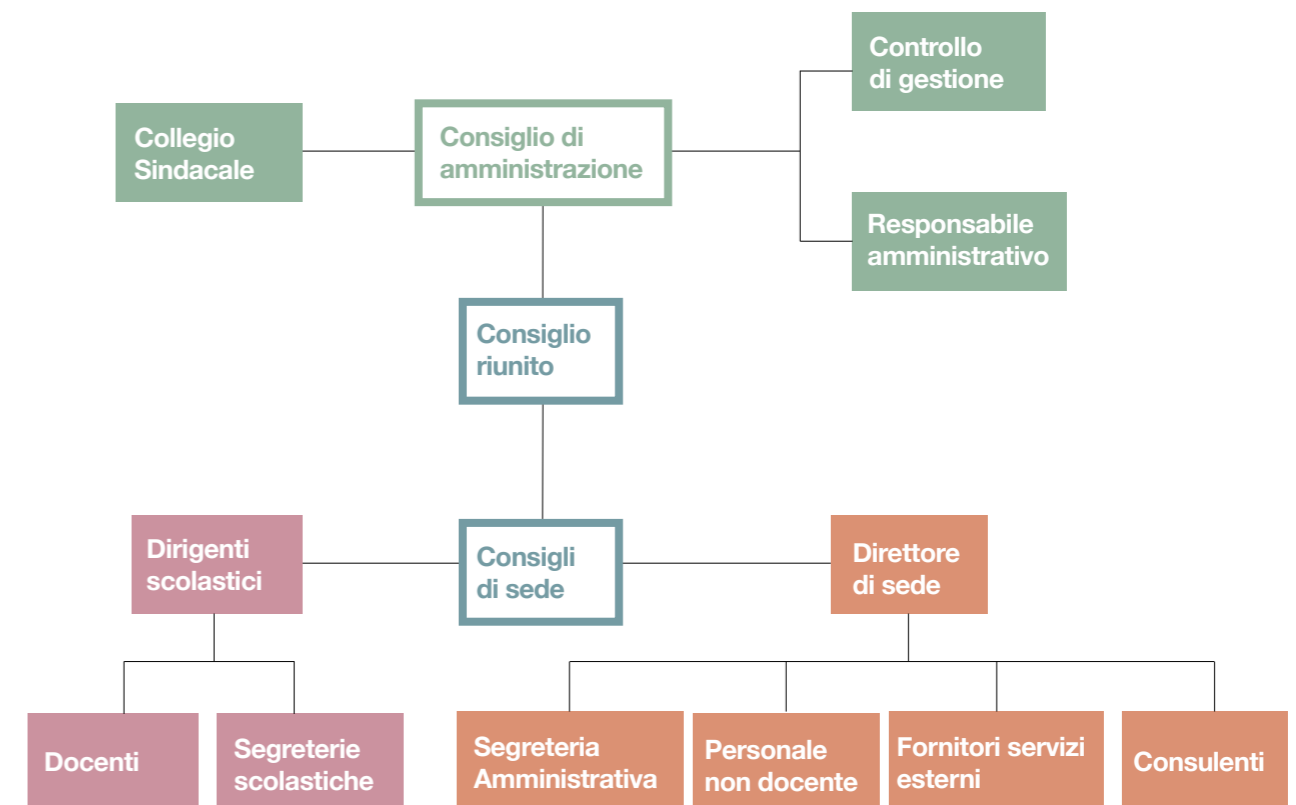 Controllo
di gestione
Collegio
Sindacale
Consiglio di
amministrazione
Responsabile
amministrativo
Consiglio
riunito
Dirigenti
scolastici
Consigli
di sede
Direttore
di sede
Docenti
Segreterie
scolastiche
Segreteria
Amministrativa
Personale
non docente
Fornitori servizi
esterni
Consulenti